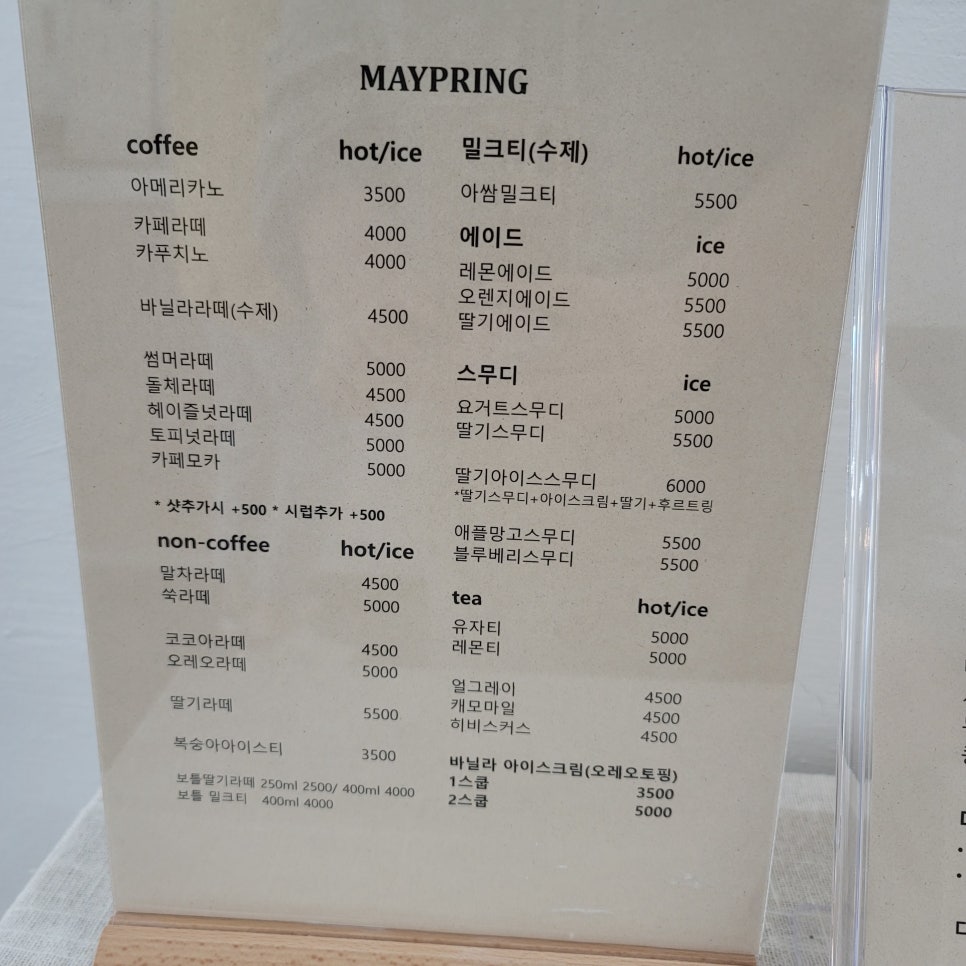 MAYPRING
coffee hot/ice
아메리카노 3500
카페라떼 4000
카푸치노 4000
바닐라라떼(수제) 4500
썸머라떼 5000
돌체라떼 4500
헤이즐넛라떼 4500
토피넛라떼 5000
카페모카 5000
* 샷추가시 +500 * 시럽추가 +500
non-coffee hot/ice
말차라떼 4500
쑥라떼 5000
코코아라떼 4500
오레오라떼 5000
딸기라떼 5500
복숭아아이스티 3500
보틀딸기라떼 250ml 2500/ 400ml 4000
보틀 밀크티 400ml 4000
밀크티(수제) hot/ice
아쌈밀크티 5500
에이드 ice
레몬에이드 5000
오렌지에이드 5500
딸기에이드 5500
스무디 ice
요거트스무디 5000
딸기스무디 5500
딸기아이스스무디 6000
*딸기스무디+아이스크림+딸기+후르트링
애플망고스무디 5500
블루베리스무디 5500
tea hot/ice
유자티 5000
레몬티 5000
얼그레이 4500
캐모마일 4500
히비스커스 4500
바닐라 아이스크림(오레오토핑)
1스쿱 3500
2스쿱 5000